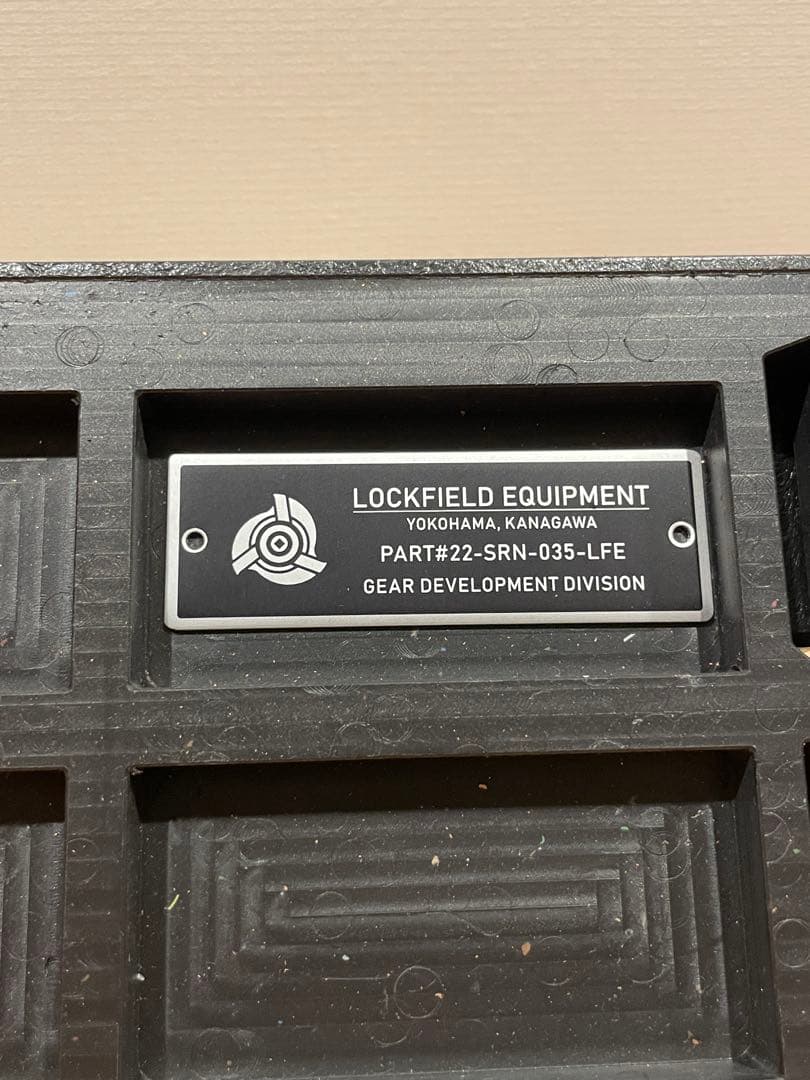 LOCKFIELD EQUIPMENT
YOKOHAMA, KANAGAWA
PART#22-SRN-035-LFE
GEAR DEVELOPMENT DIVISION